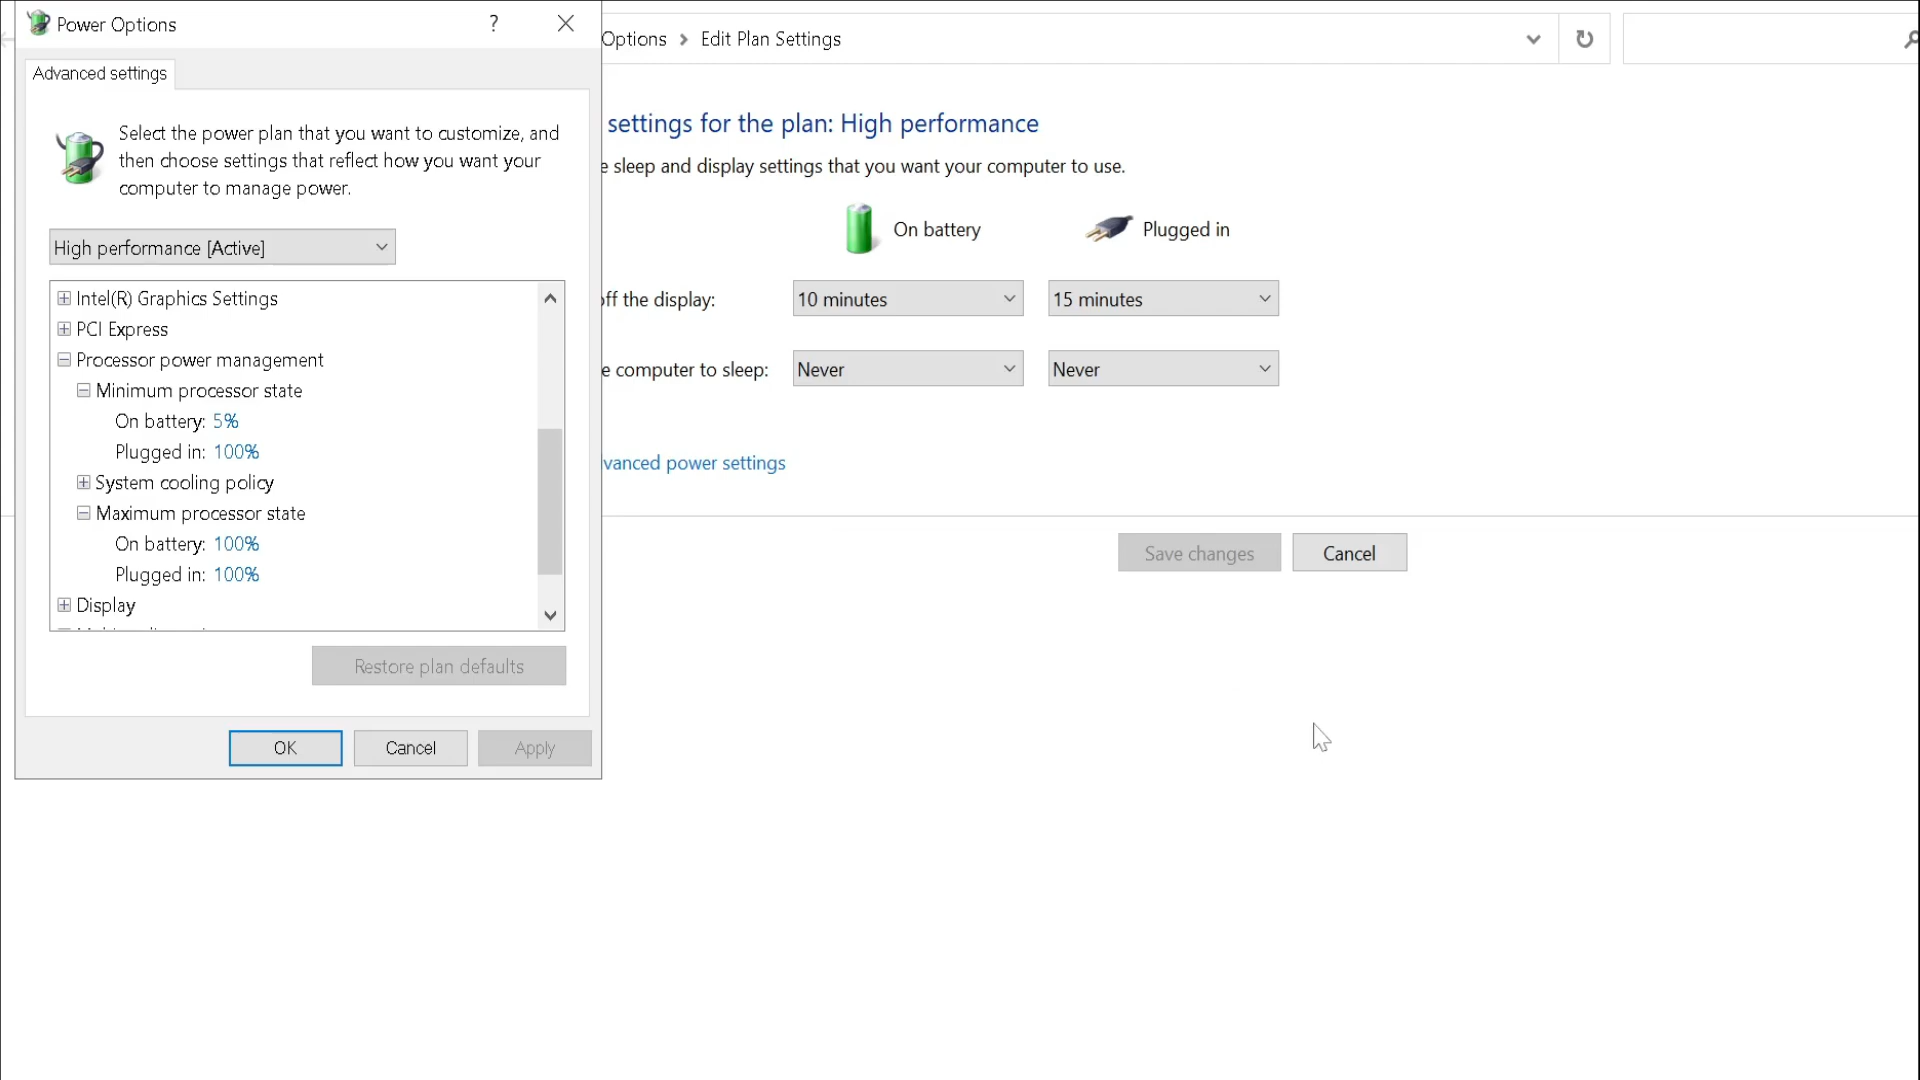 Power Options
?
Advanced settings
Select the power plan that you want to customize, and
then choose settings that reflect how you want your
computer to manage power.
High performance [Active]
Intel(R) Graphics Settings
PCI Express
Processor power management
Minimum processor state
On battery: 5%
Plugged in: 100%
System cooling policy
Maximum processor state
On battery: 100%
Plugged in: 100%
Display
Restore plan defaults
OK
Cancel
Apply
Options > Edit Plan Settings
settings for the plan: High performance
e sleep and display settings that you want your computer to use.
On battery
Plugged in
off the display:
10 minutes
15 minutes
e computer to sleep:
Never
Never
vanced power settings
Save changes
Cancel